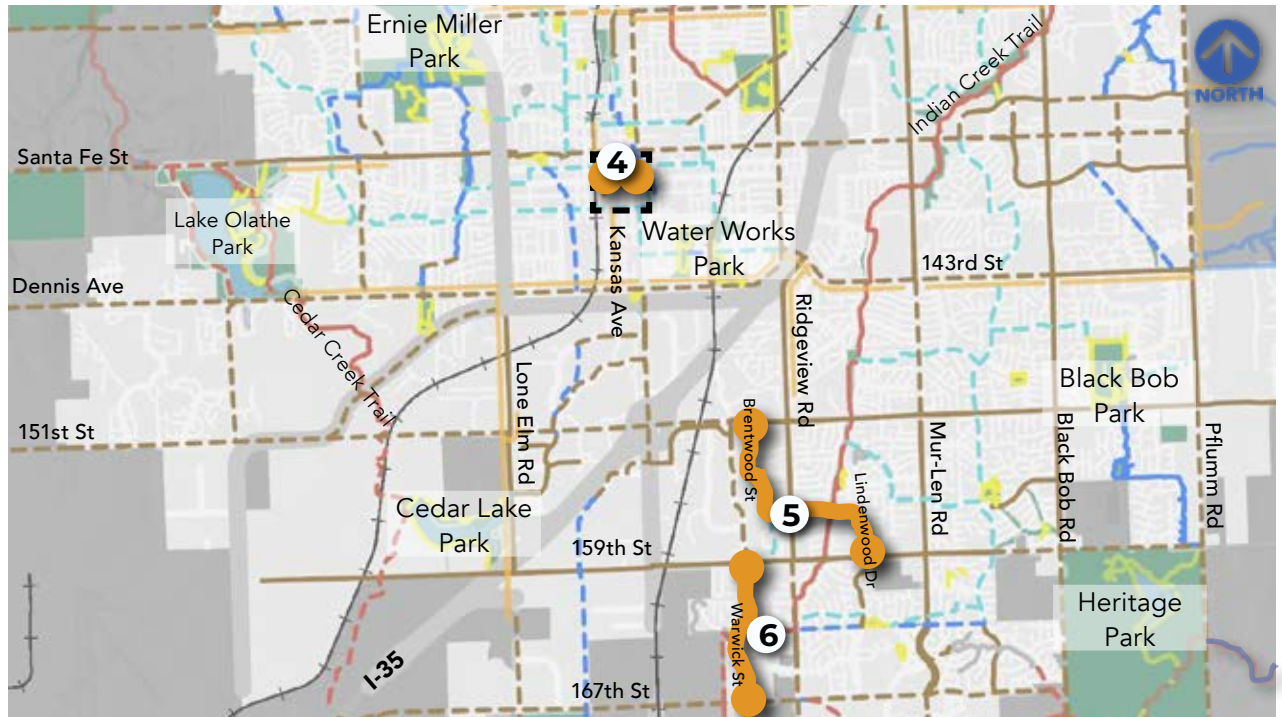 Ernie Miller
Park
Indian Creek Trail
NORTH
Santa Fe St
4
Lake Olathe
Park
Kansas Ave
Water Works
Park
143rd St
Dennis Ave
Cedar Creek Trail
Ridgeview Rd
Lone Elm Rd
Black Bob
Park
151st St
Brentwood St
Mur-Len Rd
Black Bob Rd
Pflumm Rd
Lindenwood Dr
Cedar Lake
Park
5
159th St
Heritage
Park
Warwick St
6
I-35
167th St